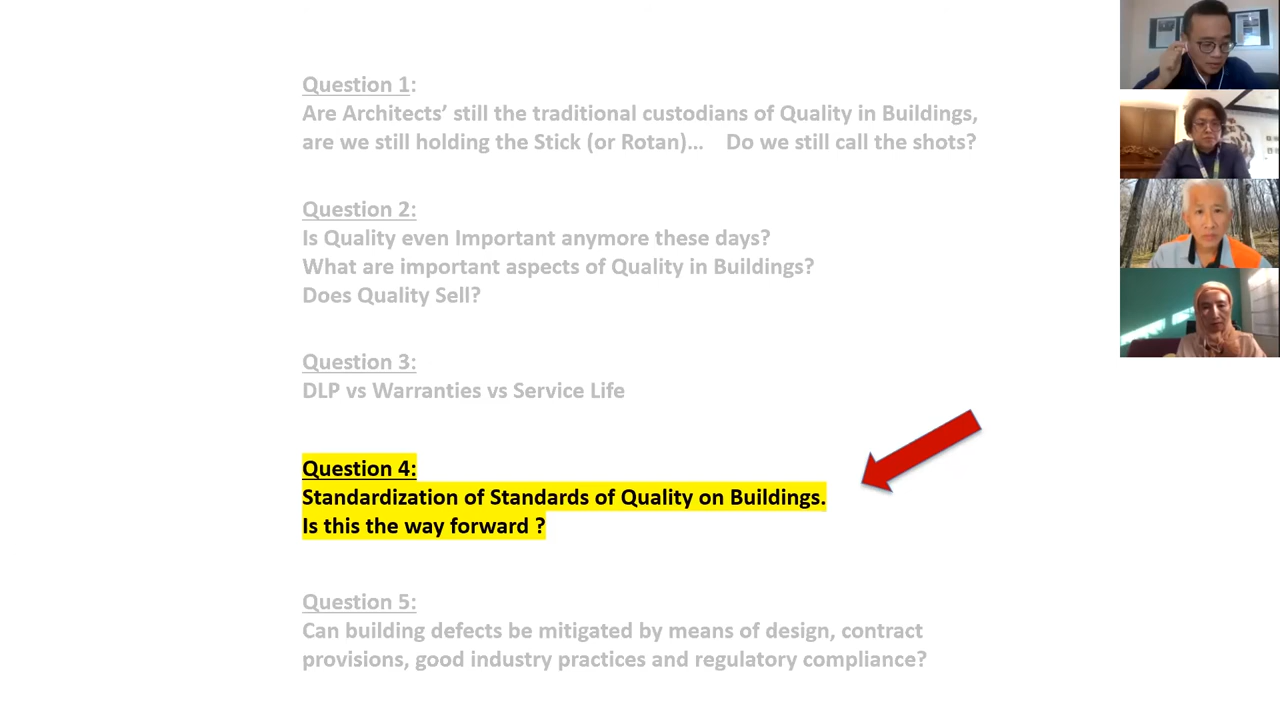 Question 1:
Are Architects’ still the traditional custodians of Quality in Buildings,
are we still holding the Stick (or Rotan)… Do we still call the shots?
Question 2:
Is Quality even Important anymore these days?
What are important aspects of Quality in Buildings?
Does Quality Sell?
Question 3:
DLP vs Warranties vs Service Life
Question 4:
Standardization of Standards of Quality on Buildings.
Is this the way forward ?
Question 5:
Can building defects be mitigated by means of design, contract
provisions, good industry practices and regulatory compliance?